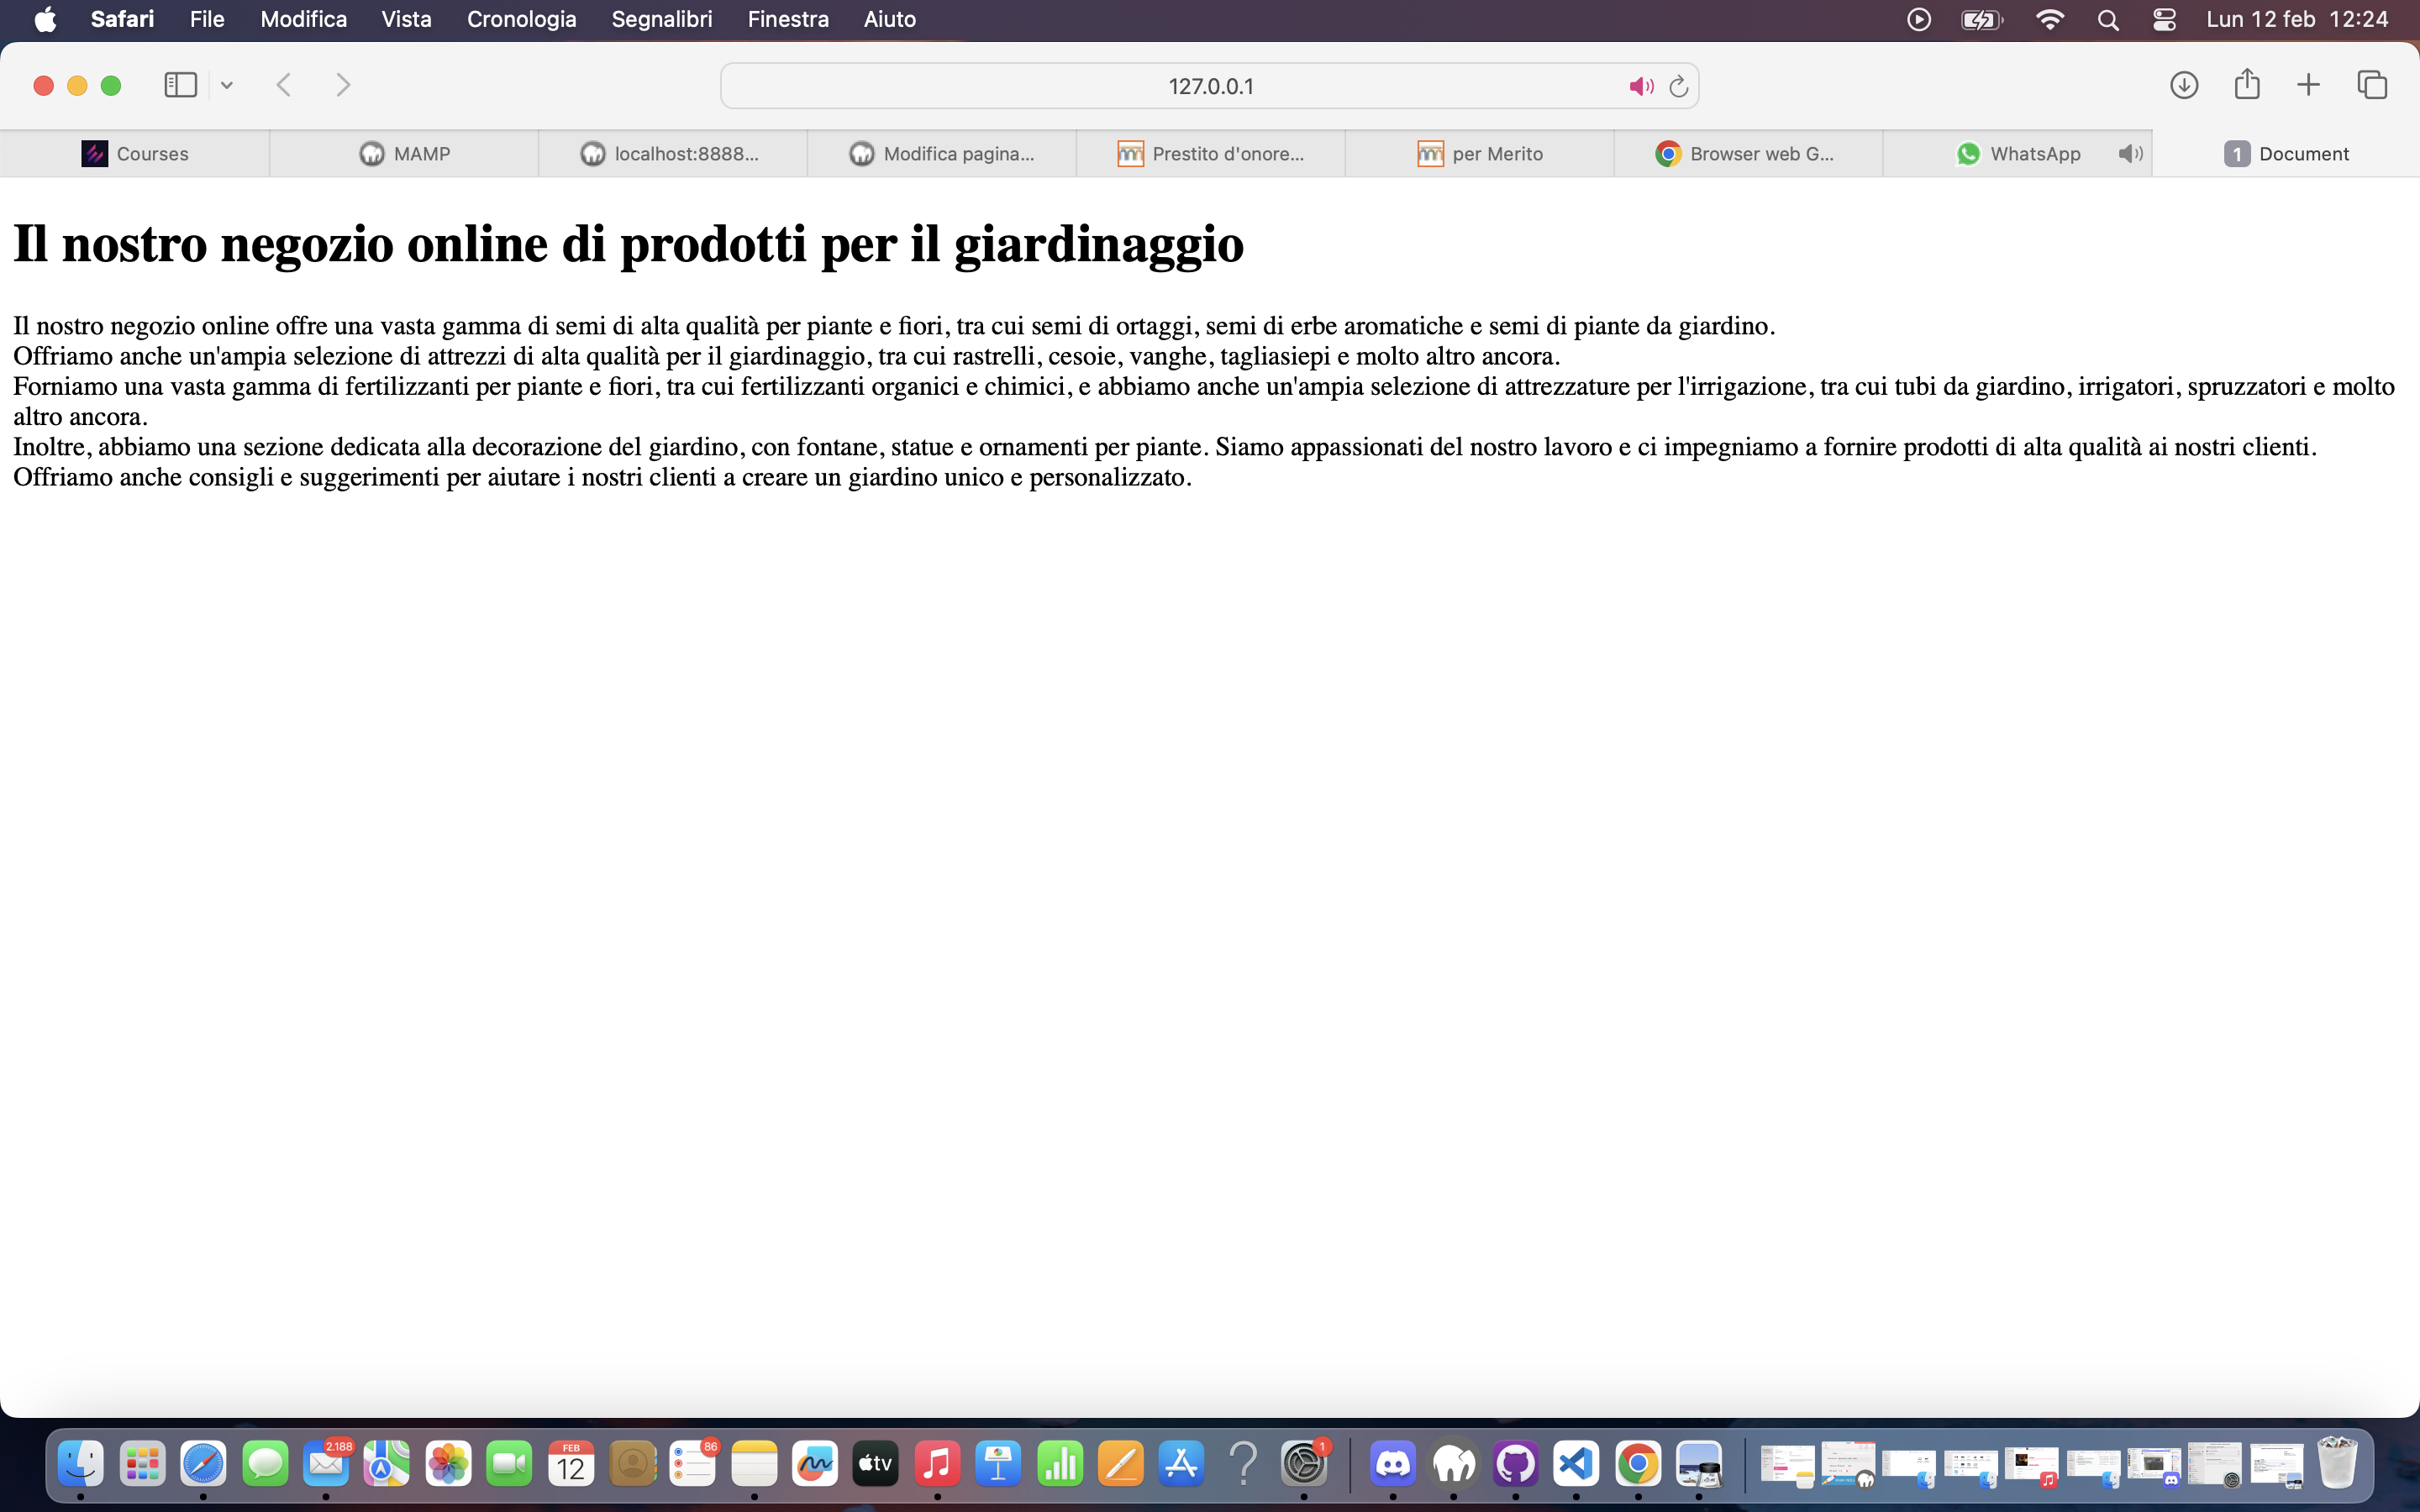 Safari File Modifica Vista Cronologia Segnalibri Finestra Aiuto Lun 12 feb 12:24
127.0.0.1
Courses MAMP localhost:8888... Modifica pagina... Prestito d'onore... per Merito Browser web G... WhatsApp 1 Document
Il nostro negozio online di prodotti per il giardinaggio
Il nostro negozio online offre una vasta gamma di semi di alta qualità per piante e fiori, tra cui semi di ortaggi, semi di erbe aromatiche e semi di piante da giardino.
Offriamo anche un'ampia selezione di attrezzi di alta qualità per il giardinaggio, tra cui rastrelli, cesoie, vanghe, tagliasiepi e molto altro ancora.
Forniamo una vasta gamma di fertilizzanti per piante e fiori, tra cui fertilizzanti organici e chimici, e abbiamo anche un'ampia selezione di attrezzature per l'irrigazione, tra cui tubi da giardino, irrigatori, spruzzatori e molto
altro ancora.
Inoltre, abbiamo una sezione dedicata alla decorazione del giardino, con fontane, statue e ornamenti per piante. Siamo appassionati del nostro lavoro e ci impegniamo a fornire prodotti di alta qualità ai nostri clienti.
Offriamo anche consigli e suggerimenti per aiutare i nostri clienti a creare un giardino unico e personalizzato.
2.188 FEB 12 86 tv 1